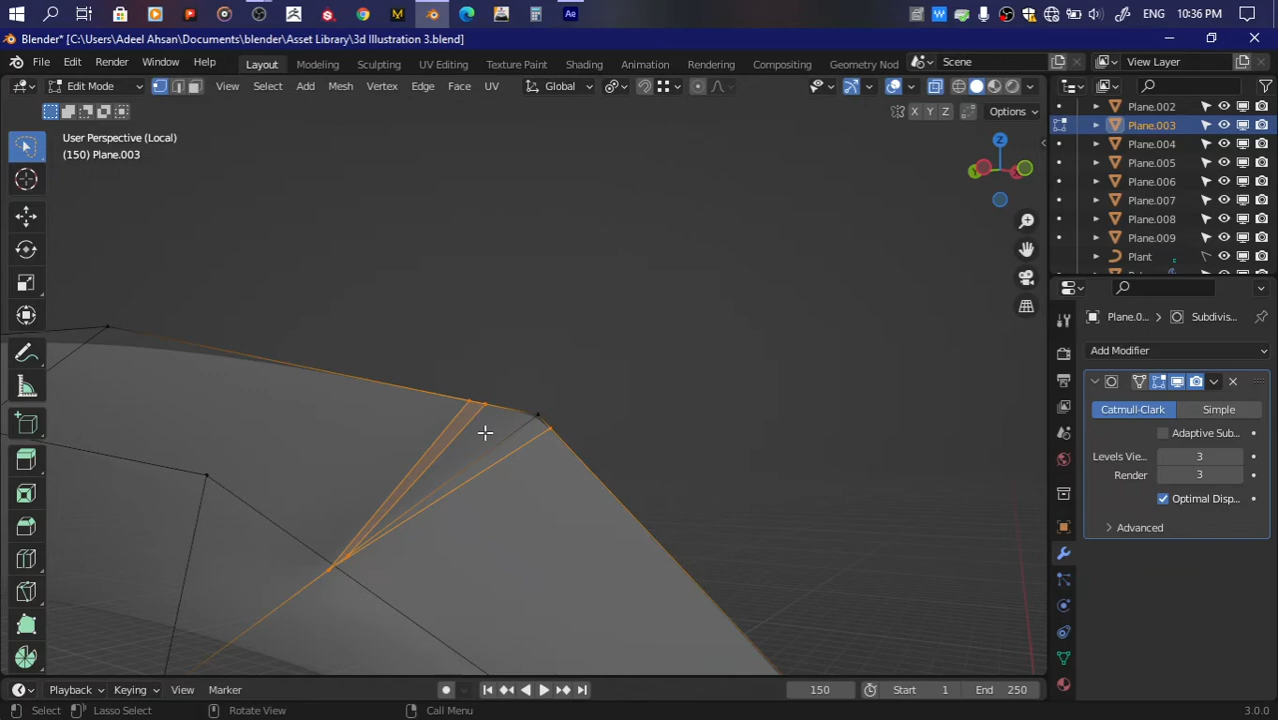 ENG 10:36 PM
Blender* [C:\Users\Adeel Ahsan\Documents\blender\Asset Library\3d Illustration 3.blend]
File Edit Render Window Help Layout Modeling Sculpting UV Editing Texture Paint Shading Animation Rendering Compositing Geometry Nod Scene View Layer
Edit Mode View Select Add Mesh Vertex Edge Face UV Global
X Y Z Options
User Perspective (Local)
(150) Plane.003
Z
Y X
Plane.002
Plane.003
Plane.004
Plane.005
Plane.006
Plane.007
Plane.008
Plane.009
Plant
Plane.0... > Subdivis...
Add Modifier
Catmull-Clark Simple
Adaptive Sub...
Levels Vie... 3
Render 3
Optimal Disp...
Advanced
Playback Keying View Marker 150 Start 1 End 250
Select Lasso Select Rotate View Call Menu 3.0.0